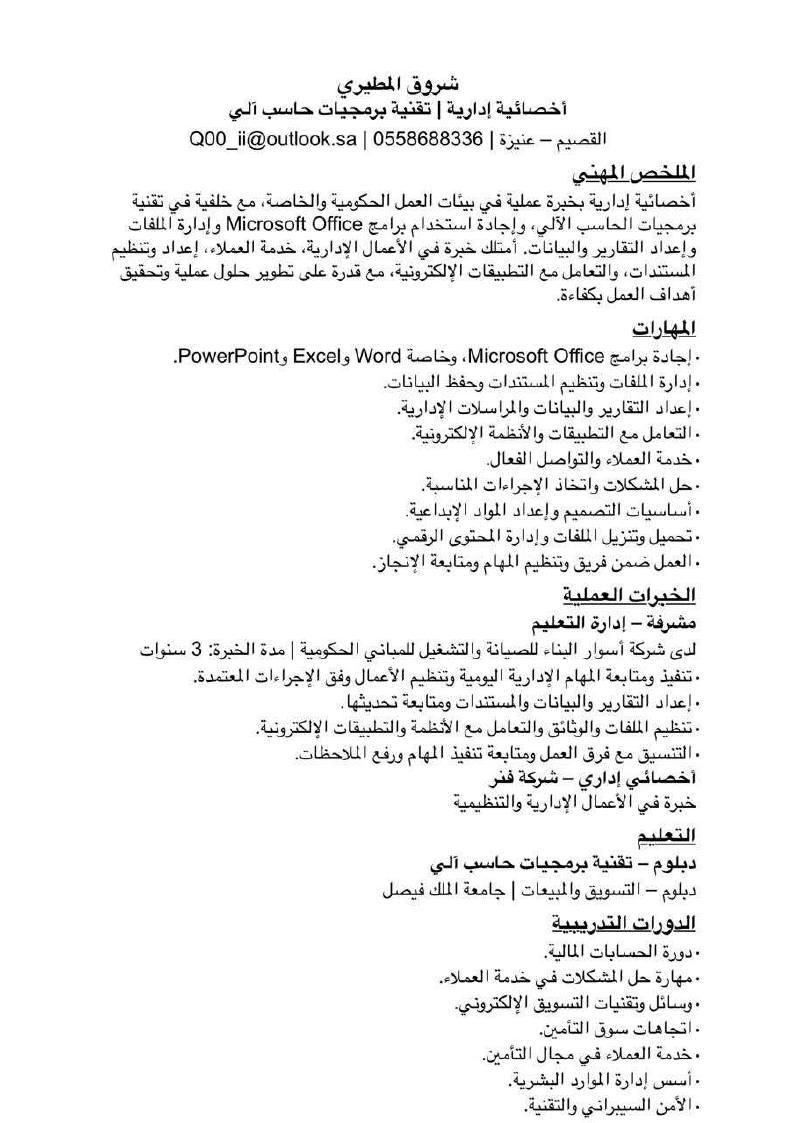 شروق المطيري
أخصائية إدارية | تقنية برمجيات حاسب آلي
القصيم – عنيزة | 0558688336 | Q00_ii@outlook.sa
الملخص المهني
أخصائية إدارية بخبرة عملية في بيئات العمل الحكومية والخاصة، مع خلفية في تقنية
برمجيات الحاسب الآلي، وإجادة استخدام برامج Microsoft Office وإدارة الملفات
وإعداد التقارير والبيانات. أمتلك خبرة في الأعمال الإدارية، خدمة العملاء، إعداد وتنظيم
المستندات، والتعامل مع التطبيقات الإلكترونية، مع قدرة على تطوير حلول عملية وتحقيق
أهداف العمل بكفاءة.
المهارات
• إجادة برامج Microsoft Office، وخاصة Word وExcel وPowerPoint.
• إدارة الملفات وتنظيم المستندات وحفظ البيانات.
• إعداد التقارير والبيانات والمراسلات الإدارية.
• التعامل مع التطبيقات والأنظمة الإلكترونية.
• خدمة العملاء والتواصل الفعال.
• حل المشكلات واتخاذ الإجراءات المناسبة.
• أساسيات التصميم وإعداد المواد الإبداعية.
• تحميل وتنزيل الملفات وإدارة المحتوى الرقمي.
• العمل ضمن فريق وتنظيم المهام ومتابعة الإنجاز.
الخبرات العملية
مشرفة – إدارة التعليم
لدى شركة أسوار البناء للصيانة والتشغيل للمباني الحكومية | مدة الخبرة: 3 سنوات
• تنفيذ ومتابعة المهام الإدارية اليومية وتنظيم الأعمال وفق الإجراءات المعتمدة.
• إعداد التقارير والبيانات والمستندات ومتابعة تحديثها.
• تنظيم الملفات والوثائق والتعامل مع الأنظمة والتطبيقات الإلكترونية.
• التنسيق مع فرق العمل ومتابعة تنفيذ المهام ورفع الملاحظات.
أخصائي إداري – شركة فنر
خبرة في الأعمال الإدارية والتنظيمية
التعليم
دبلوم – تقنية برمجيات حاسب آلي
دبلوم – التسويق والمبيعات | جامعة الملك فيصل
الدورات التدريبية
• دورة الحسابات المالية.
• مهارة حل المشكلات في خدمة العملاء.
• وسائل وتقنيات التسويق الإلكتروني.
• اتجاهات سوق التأمين.
• خدمة العملاء في مجال التأمين.
• أسس إدارة الموارد البشرية.
• الأمن السيبراني والتقنية.